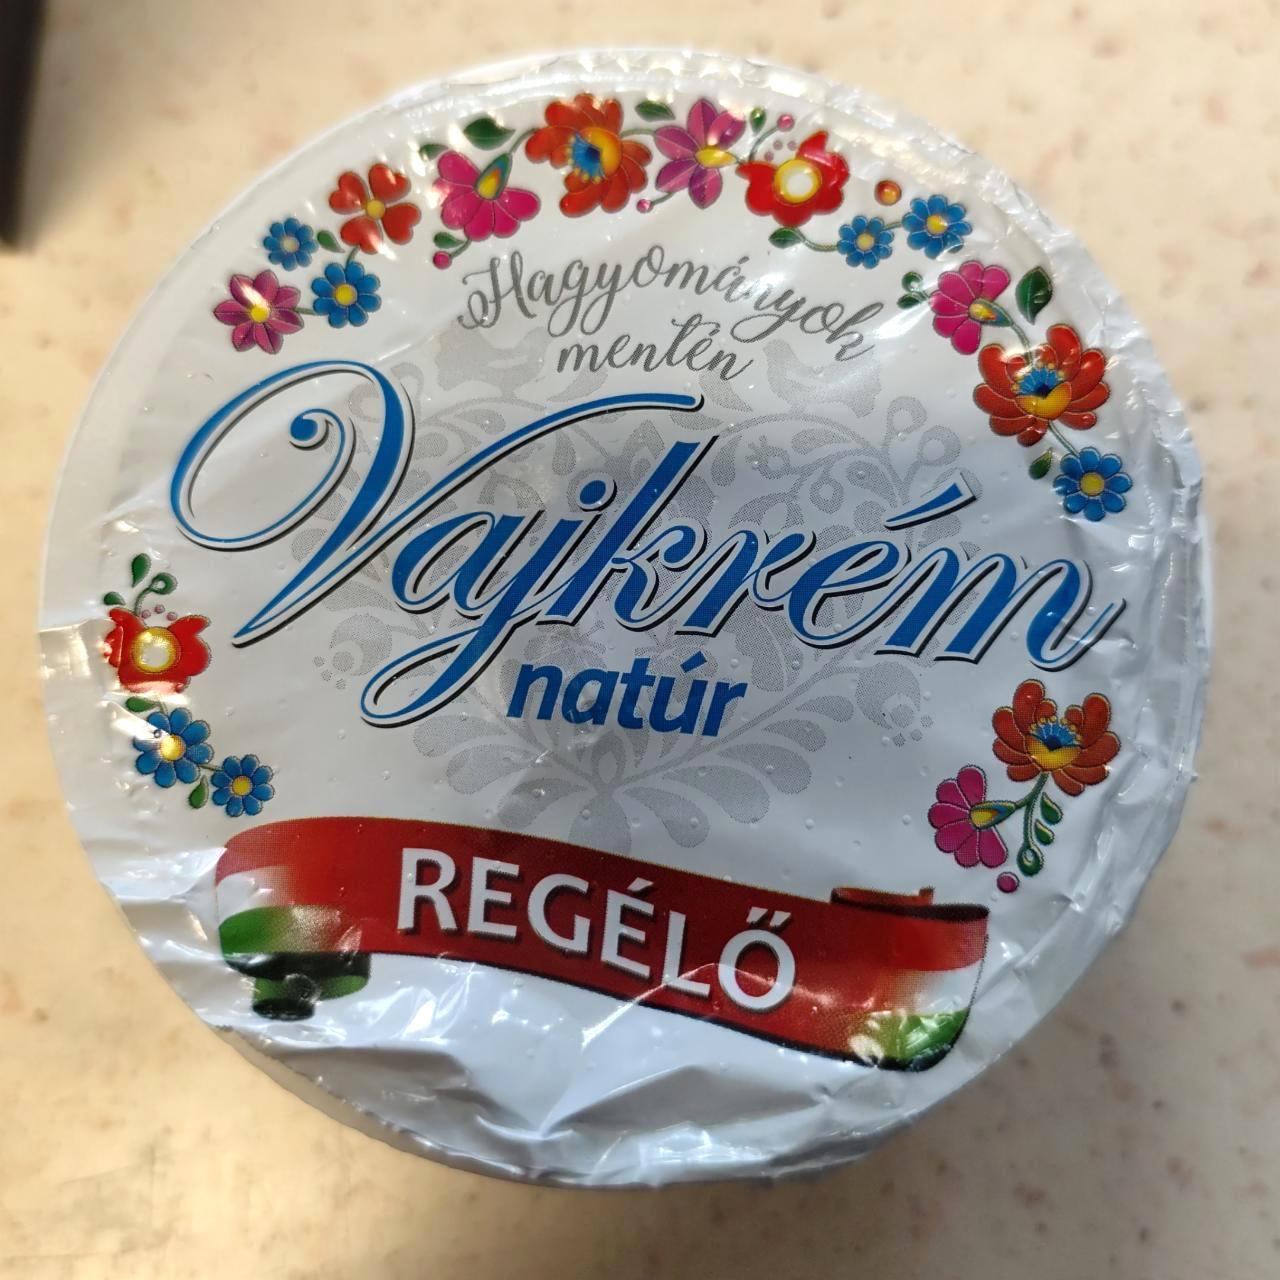 Hagyományok
mentén
Vajkrém
natúr
REGÉLŐ